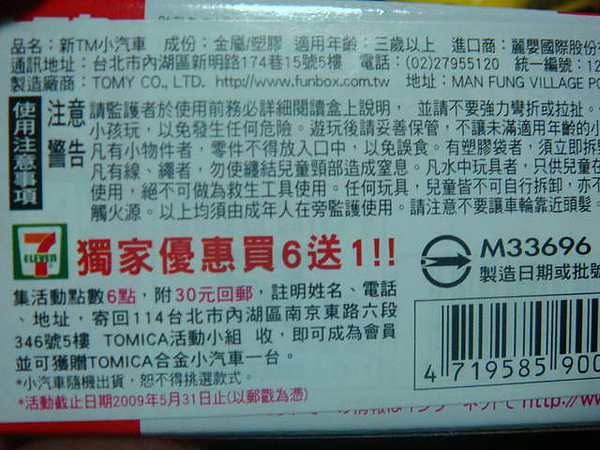 品名：新TM小汽車 成份：金屬/塑膠 適用年齡：三歲以上 進口商：麗嬰國際股份
通訊地址：台北市內湖區新明路174巷15號5樓 電話：(02)27955120 統一編號：12
製造廠商：TOMY CO., LTD. http://www.funbox.com.tw 地址：MAN FUNG VILLAGE PO
使用注意事項
注意
警告
請監護者於使用前務必詳細閱讀盒上說明， 並請不要強力彎折或拉扯。
小孩玩，以免發生任何危險。遊玩後請妥善保管，不讓未滿適用年齡的小
凡有小物件者，零件不得放入口中，以免誤食。有塑膠袋者，須立即拆
凡有線、繩者，勿使纏結兒童頸部造成窒息。凡水中玩具者，只供兒童在
使用，絕不可做為救生工具使用。任何玩具，兒童皆不可自行拆卸，亦不
觸火源。以上均須由成年人在旁監護使用。請注意不要讓車輪靠近頭髮。
7
ELEVEN
獨家優惠買6送1!!
集活動點數6點，附30元回郵，註明姓名、電話
、地址，寄回114台北市內湖區南京東路六段
346號5樓 TOMICA活動小組 收，即可成為會員
並可獲贈TOMICA合金小汽車一台。
*小汽車隨機出貨，恕不得挑選款式。
*活動截止日期2009年5月31日止(以郵戳為憑)
M33696
製造日期或批號
4 719585 900
http://www